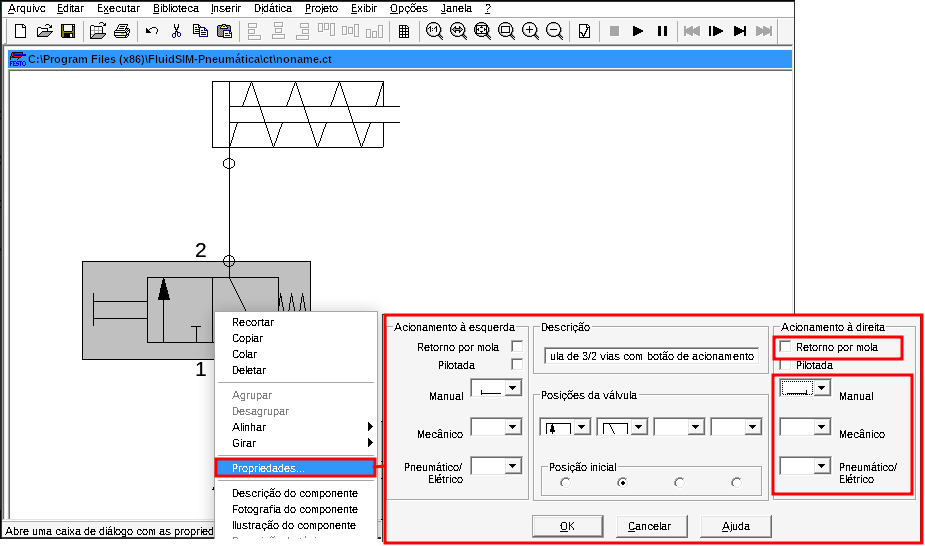 Arquivo Editar Executar Biblioteca Inserir Didática Projeto Exibir Opções Janela ?
1:1
FESTO C:\Program Files (x86)\FluidSIM-Pneumática\ct\noname.ct
2
1
Recortar
Copiar
Colar
Deletar
Agrupar
Desagrupar
Alinhar
Girar
Propriedades...
Descrição do componente
Fotografia do componente
Ilustração do componente
Abre uma caixa de diálogo com as propried
Acionamento à esquerda
Retorno por mola
Pilotada
Manual
Mecânico
Pneumático/
Elétrico
Descrição
ula de 3/2 vias com botão de acionamento
Posições da válvula
Posição inicial
OK Cancelar Ajuda
Acionamento à direita
Retorno por mola
Pilotada
Manual
Mecânico
Pneumático/
Elétrico